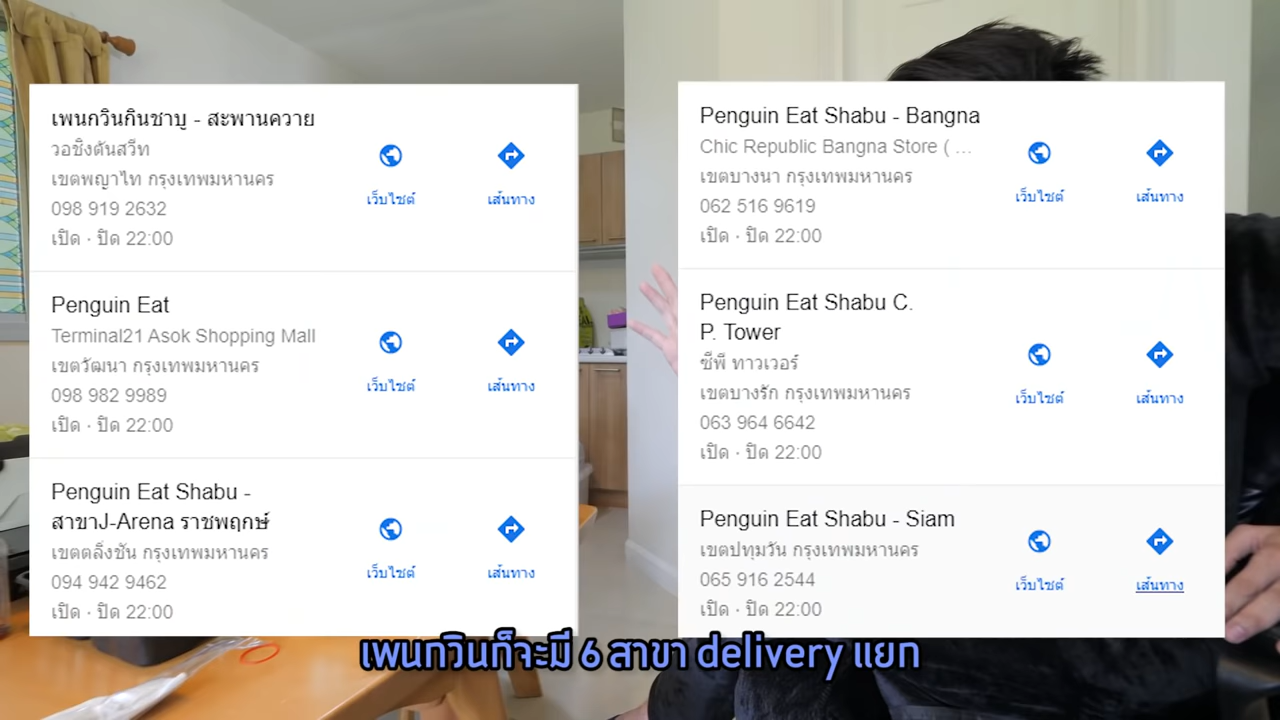 เพนกวินกินชาบู - สะพานควาย
วอชิ่งตันสวีท
เขตพญาไท กรุงเทพมหานคร
098 919 2632
เปิด · ปิด 22:00
เว็บไซต์
เส้นทาง
Penguin Eat
Terminal21 Asok Shopping Mall
เขตวัฒนา กรุงเทพมหานคร
098 982 9989
เปิด · ปิด 22:00
เว็บไซต์
เส้นทาง
Penguin Eat Shabu -
สาขาJ-Arena ราชพฤกษ์
เขตตลิ่งชัน กรุงเทพมหานคร
094 942 9462
เปิด · ปิด 22:00
เว็บไซต์
เส้นทาง
Penguin Eat Shabu - Bangna
Chic Republic Bangna Store ( ...
เขตบางนา กรุงเทพมหานคร
062 516 9619
เปิด · ปิด 22:00
เว็บไซต์
เส้นทาง
Penguin Eat Shabu C.
P. Tower
ซีพี ทาวเวอร์
เขตบางรัก กรุงเทพมหานคร
063 964 6642
เปิด · ปิด 22:00
เว็บไซต์
เส้นทาง
Penguin Eat Shabu - Siam
เขตปทุมวัน กรุงเทพมหานคร
065 916 2544
เปิด · ปิด 22:00
เว็บไซต์
เส้นทาง
เพนกวินก็จะมี 6 สาขา delivery แยก